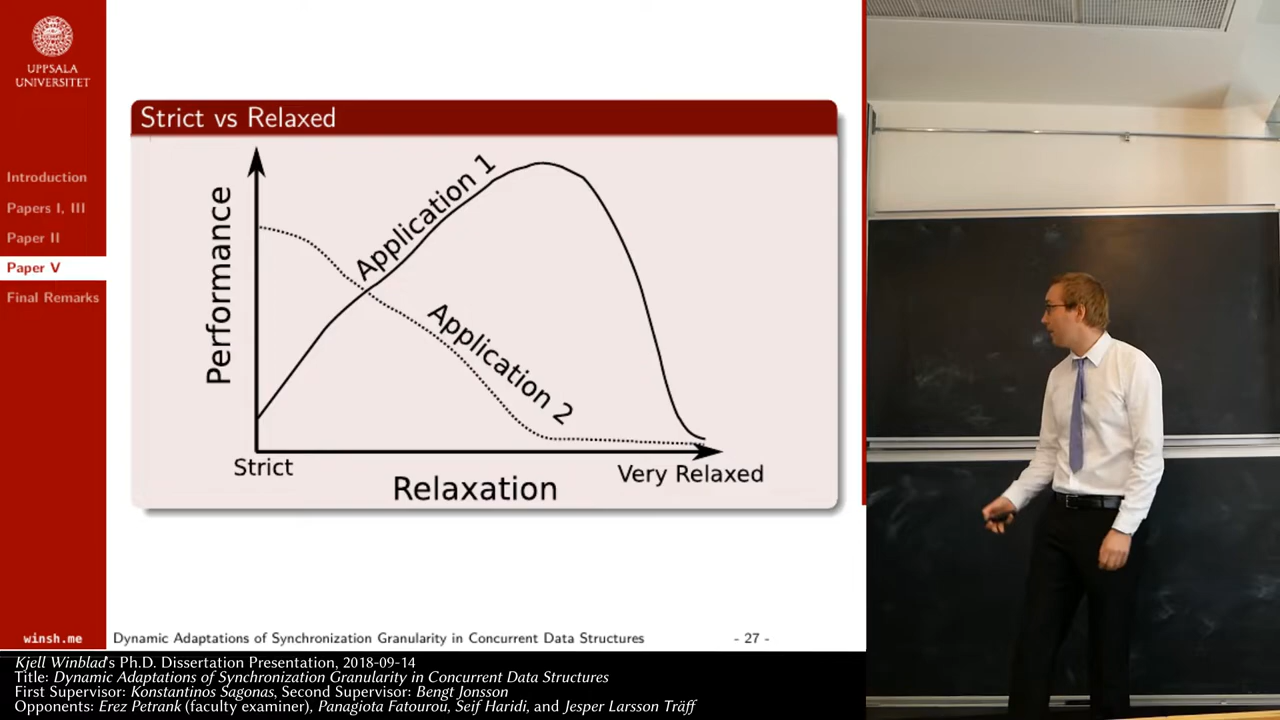 UPPSALA
UNIVERSITET
Introduction
Papers I, III
Paper II
Paper V
Final Remarks
winsh.me
Strict vs Relaxed
Performance
Application 1
Application 2
Strict
Very Relaxed
Relaxation
Dynamic Adaptations of Synchronization Granularity in Concurrent Data Structures
- 27 -
Kjell Winblad's Ph.D. Dissertation Presentation, 2018-09-14
Title: Dynamic Adaptations of Synchronization Granularity in Concurrent Data Structures
First Supervisor: Konstantinos Sagonas, Second Supervisor: Bengt Jonsson
Opponents: Erez Petrank (faculty examiner), Panagiota Fatourou, Seif Haridi, and Jesper Larsson Träff